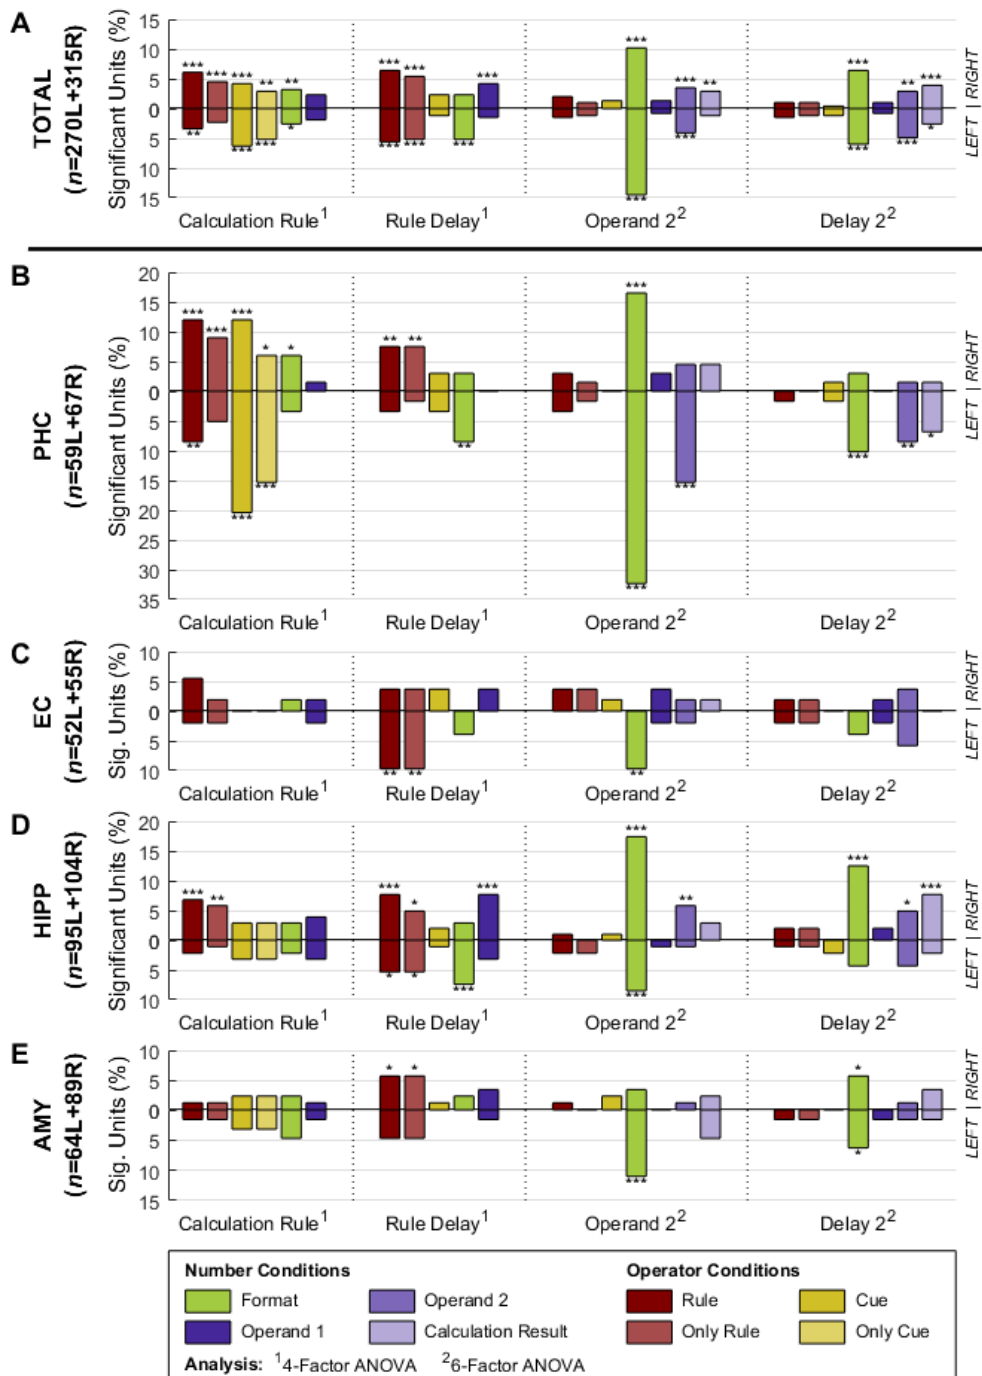 A
TOTAL
(n=270L+315R)
Significant Units (%)
15
10
5
0
5
10
15
*** *** *** ** **
** *** *** *
*** *** ***
*** *** ***
*** *** **
*** ***
*** ** ***
*** *** *
LEFT | RIGHT
Calculation Rule1 Rule Delay1 Operand 22 Delay 22
B
PHC
(n=59L+67R)
Significant Units (%)
20
15
10
5
0
5
10
15
20
25
30
35
*** *** *** * *
** *** ***
** **
**
***
*** ***
*** ** *
LEFT | RIGHT
Calculation Rule1 Rule Delay1 Operand 22 Delay 22
C
EC
(n=52L+55R)
Sig. Units (%)
10
5
0
5
10
** **
**
LEFT | RIGHT
Calculation Rule1 Rule Delay1 Operand 22 Delay 22
D
HIPP
(n=95L+104R)
Significant Units (%)
20
15
10
5
0
5
10
*** **
*** * ***
* * ***
*** **
***
*** * ***
LEFT | RIGHT
Calculation Rule1 Rule Delay1 Operand 22 Delay 22
E
AMY
(n=64L+89R)
Sig. Units (%)
10
5
0
5
10
15
* *
***
*
*
LEFT | RIGHT
Calculation Rule1 Rule Delay1 Operand 22 Delay 22
Number Conditions Operator Conditions
Format Operand 2 Rule Cue
Operand 1 Calculation Result Only Rule Only Cue
Analysis: 14-Factor ANOVA 26-Factor ANOVA